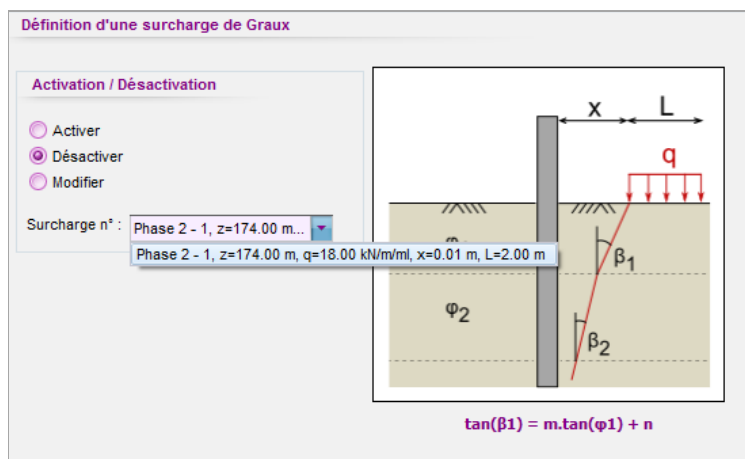 Définition d'une surcharge de Graux
Activation / Désactivation
Activer
Désactiver
Modifier
Surcharge n° : Phase 2 - 1, z=174.00 m...
Phase 2 - 1, z=174.00 m, q=18.00 kN/m/ml, x=0.01 m, L=2.00 m
x L
q
β1
φ2
β2
tan(β1) = m.tan(φ1) + n